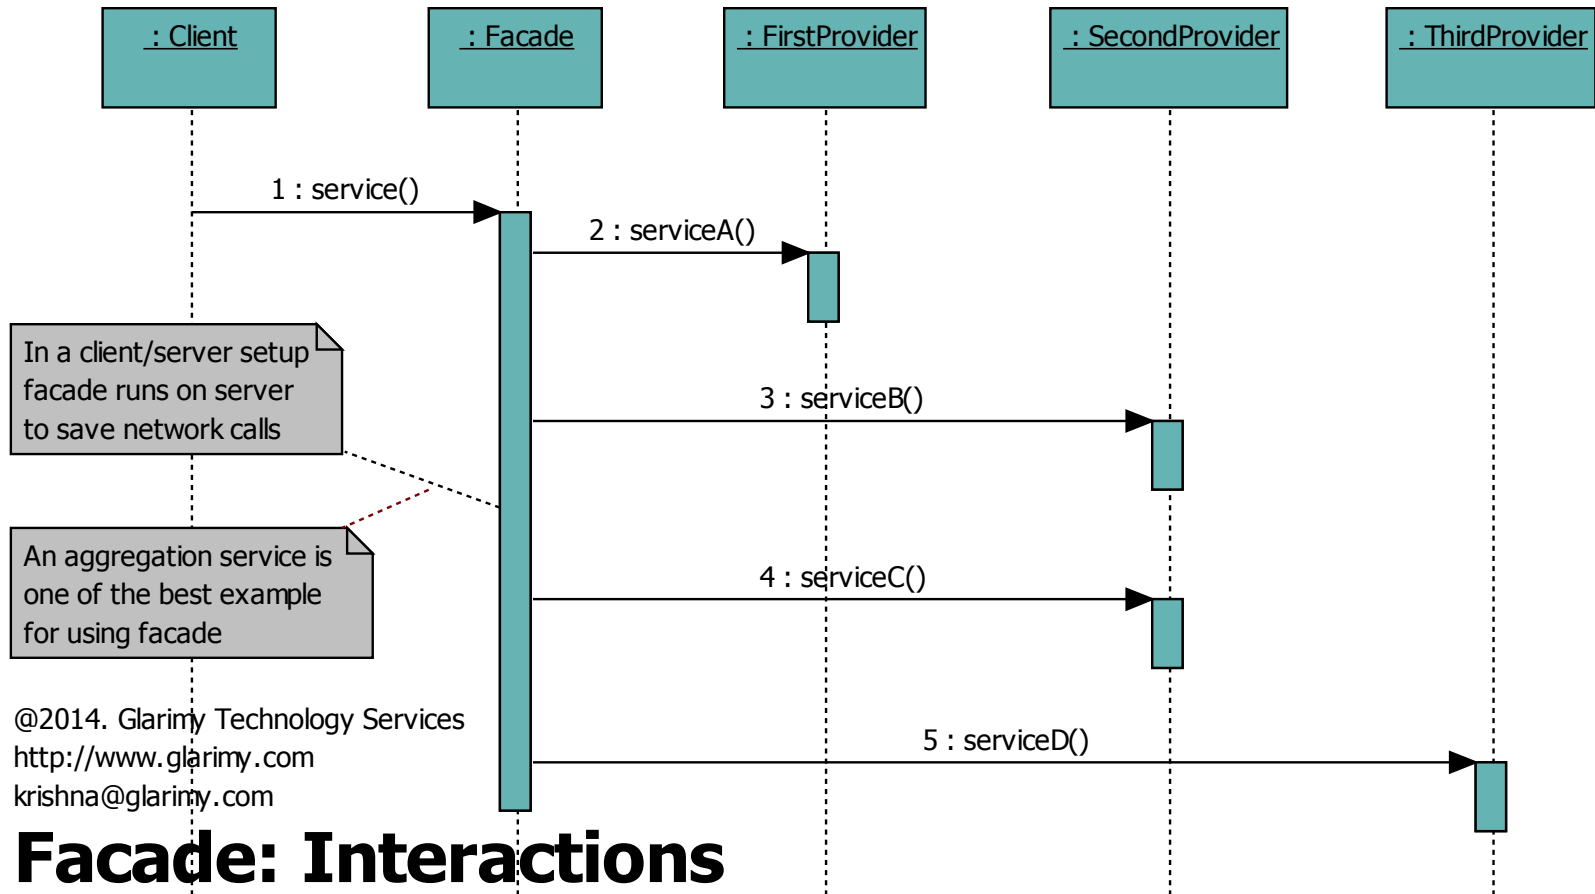 : Client
: Facade
: FirstProvider
: SecondProvider
: ThirdProvider
1 : service()
2 : serviceA()
In a client/server setup
facade runs on server
to save network calls
3 : serviceB()
An aggregation service is
one of the best example
for using facade
4 : serviceC()
@2014. Glarimy Technology Services
http://www.glarimy.com
krishna@glarimy.com
5 : serviceD()
Facade: Interactions